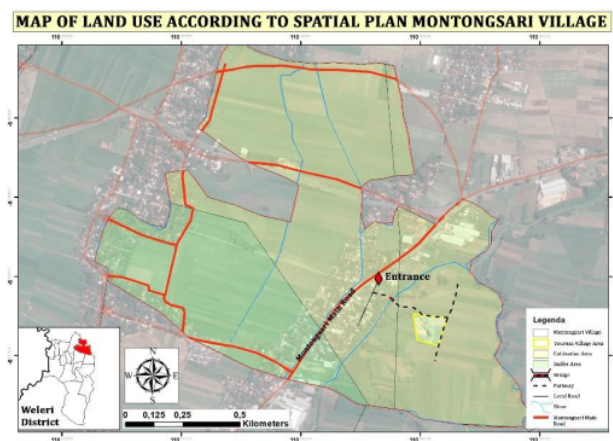 MAP OF LAND USE ACCORDING TO SPATIAL PLAN MONTONGSARI VILLAGE
Entrance
Montongsari Main Road
Legenda
Montongsari Village
Tourism Village Area
Cultivation Area
Buffer Area
Bridge
Pathway
Local Road
River
Montongsari Main
Road
N
W
E
S
Weleri
District
0 0,125 0,25 0,5
Kilometers